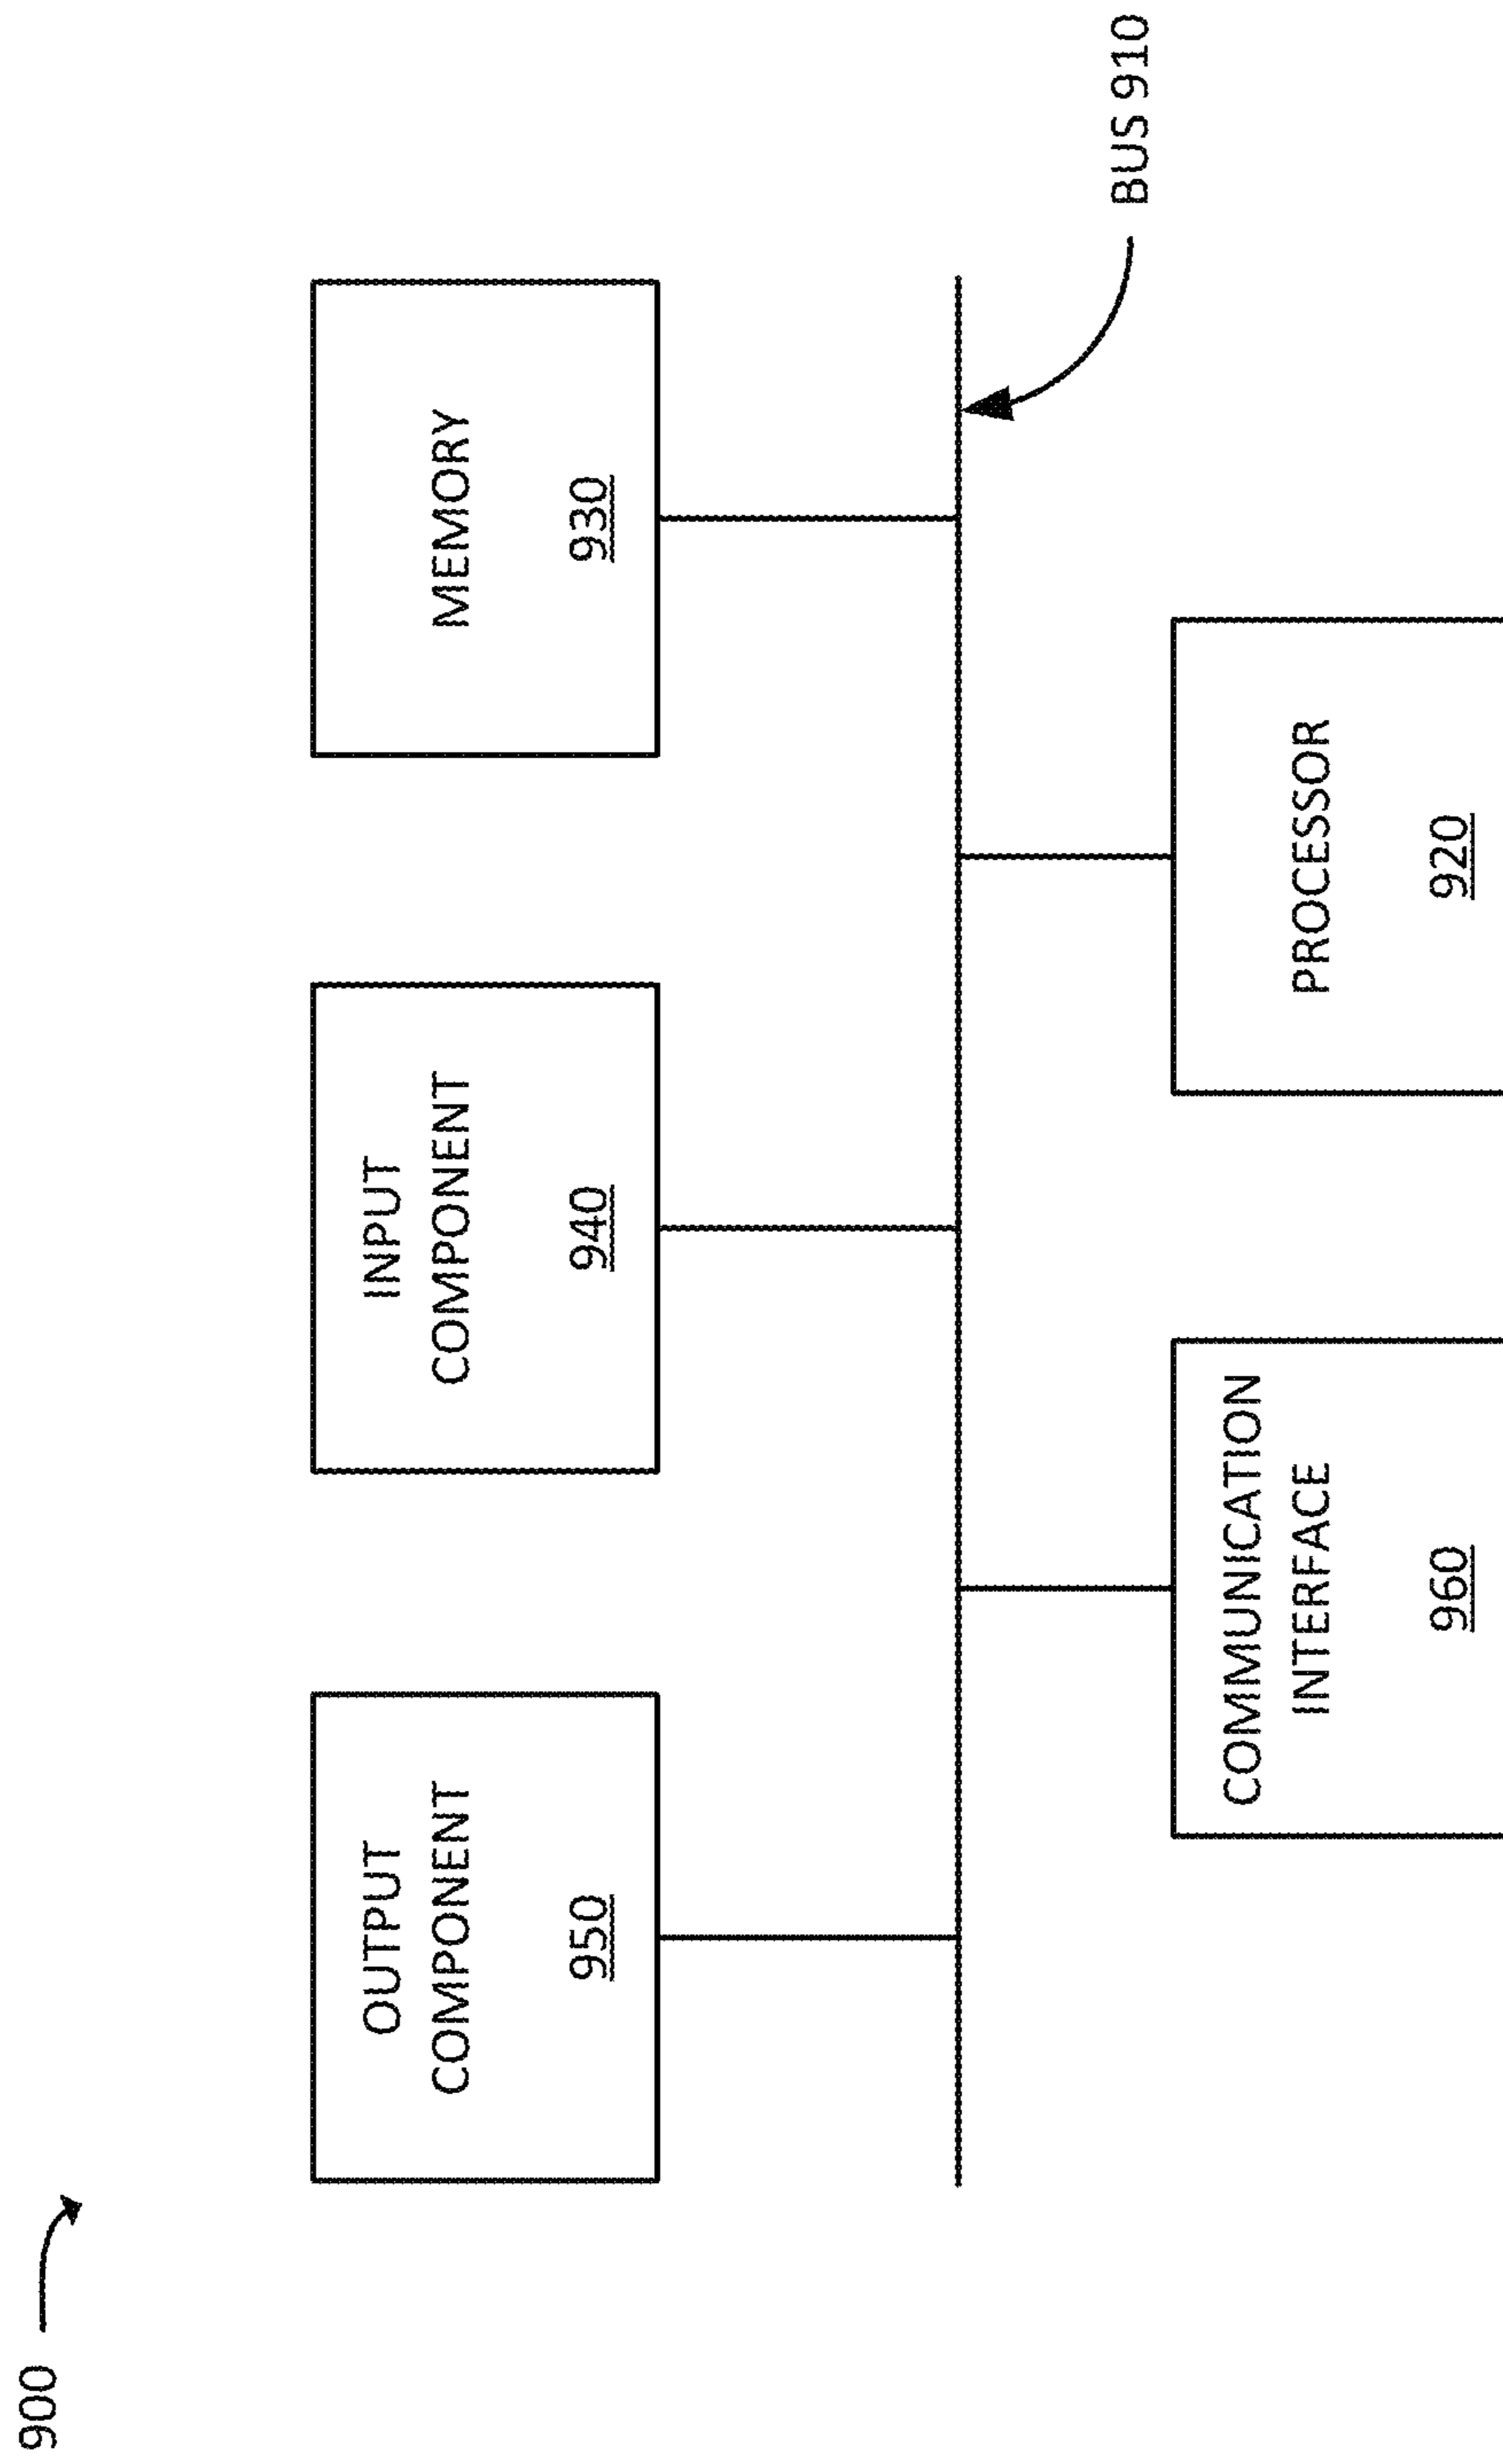 900
OUTPUT
COMPONENT
950
INPUT
COMPONENT
940
MEMORY
930
BUS 910
COMMUNICATION
INTERFACE
960
PROCESSOR
920